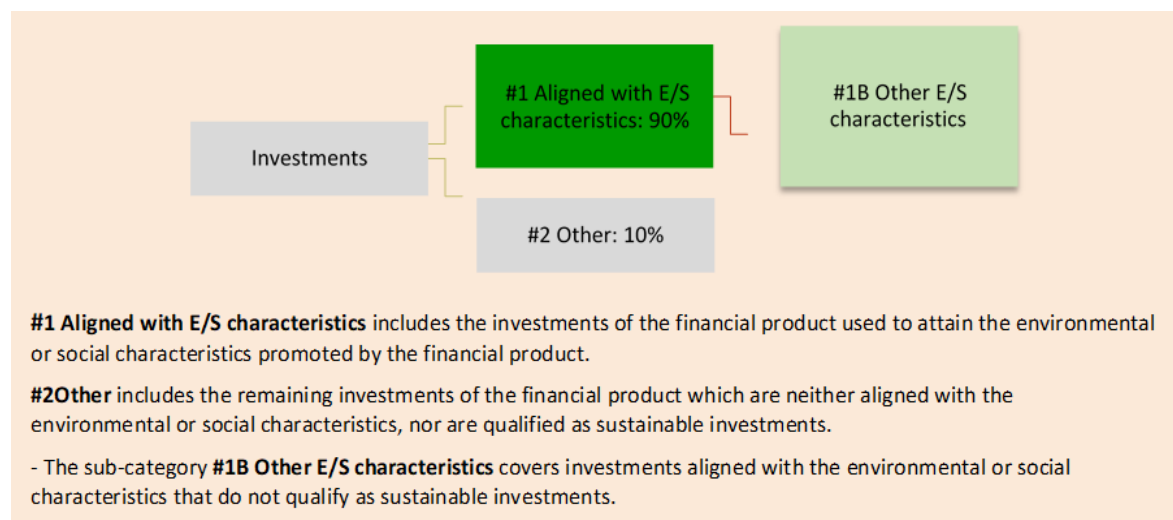 #1 Aligned with E/S
characteristics: 90%
#1B Other E/S
characteristics
Investments
#2 Other: 10%
#1 Aligned with E/S characteristics includes the investments of the financial product used to attain the environmental
or social characteristics promoted by the financial product.
#2Other includes the remaining investments of the financial product which are neither aligned with the
environmental or social characteristics, nor are qualified as sustainable investments.
- The sub-category #1B Other E/S characteristics covers investments aligned with the environmental or social
characteristics that do not qualify as sustainable investments.